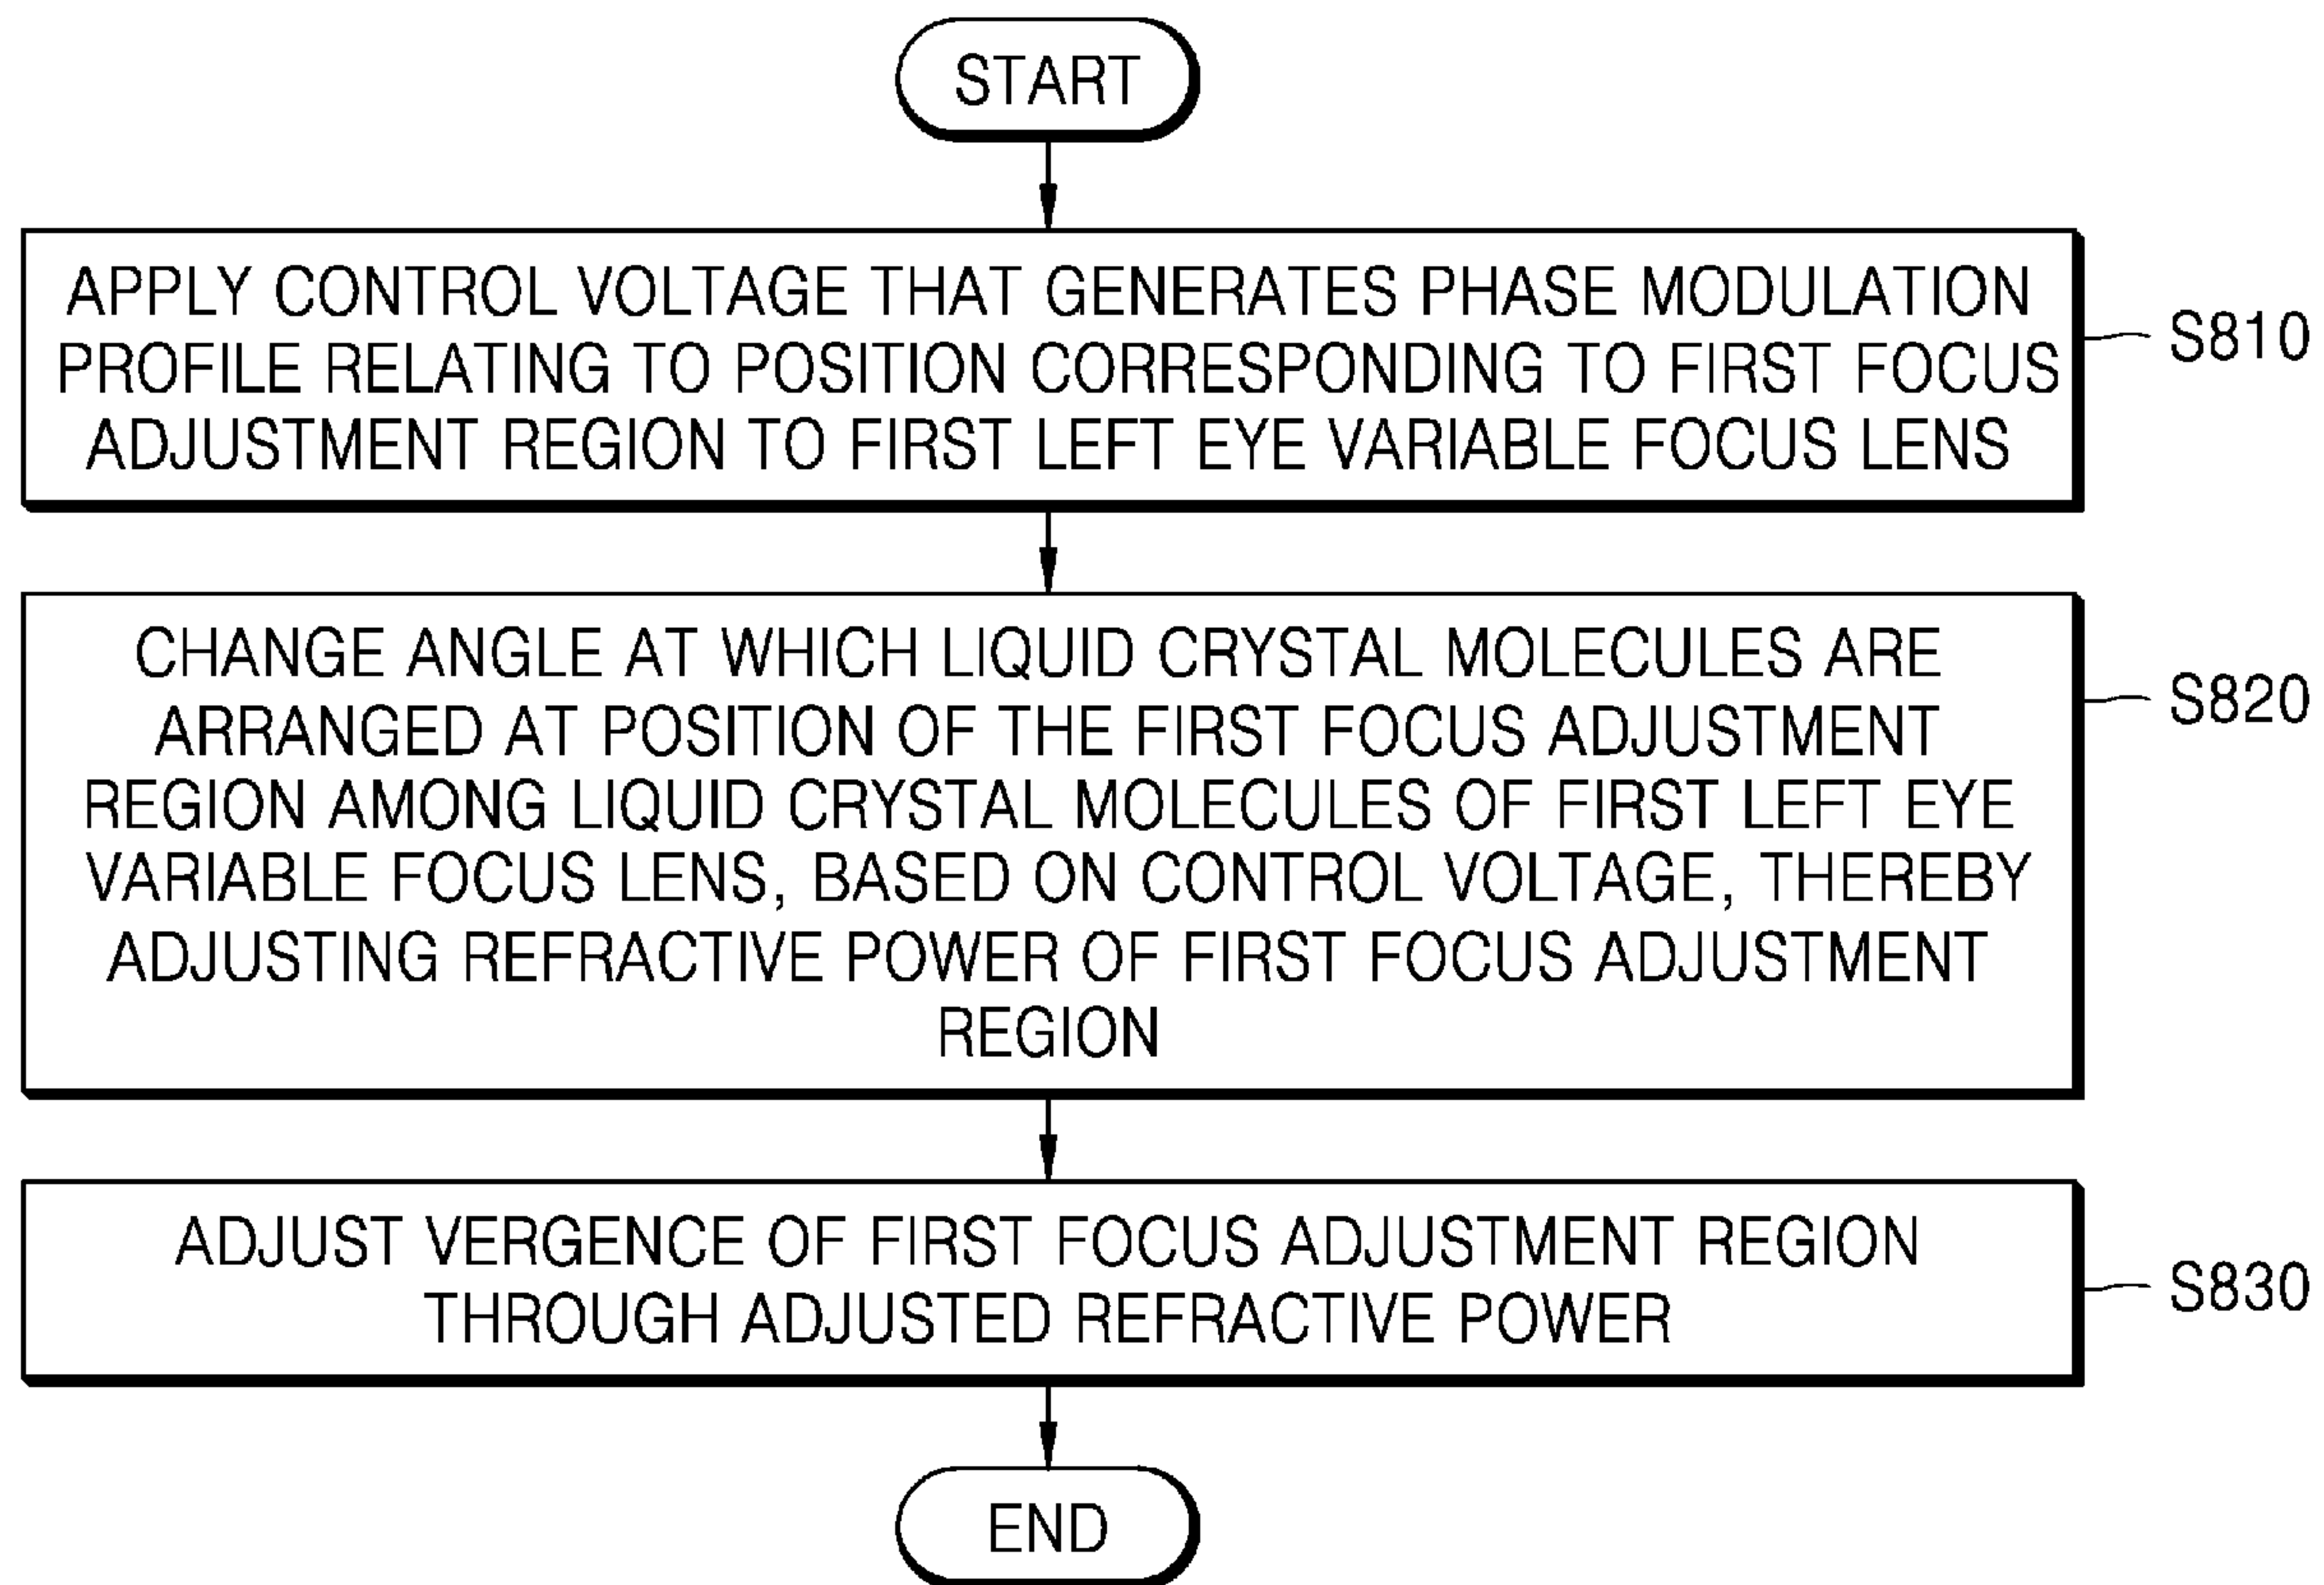 START
APPLY CONTROL VOLTAGE THAT GENERATES PHASE MODULATION
PROFILE RELATING TO POSITION CORRESPONDING TO FIRST FOCUS
ADJUSTMENT REGION TO FIRST LEFT EYE VARIABLE FOCUS LENS
S810
CHANGE ANGLE AT WHICH LIQUID CRYSTAL MOLECULES ARE
ARRANGED AT POSITION OF THE FIRST FOCUS ADJUSTMENT
REGION AMONG LIQUID CRYSTAL MOLECULES OF FIRST LEFT EYE
VARIABLE FOCUS LENS, BASED ON CONTROL VOLTAGE, THEREBY
ADJUSTING REFRACTIVE POWER OF FIRST FOCUS ADJUSTMENT
REGION
S820
ADJUST VERGENCE OF FIRST FOCUS ADJUSTMENT REGION
THROUGH ADJUSTED REFRACTIVE POWER
S830
END